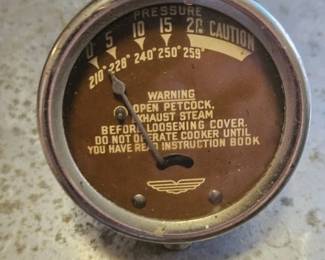 PRESSURE
0 5 10 15 20 CAUTION
210° 228° 240° 250° 259°
WARNING
OPEN PETCOCK,
EXHAUST STEAM
BEFORE LOOSENING COVER.
DO NOT OPERATE COOKER UNTIL
YOU HAVE READ INSTRUCTION BOOK